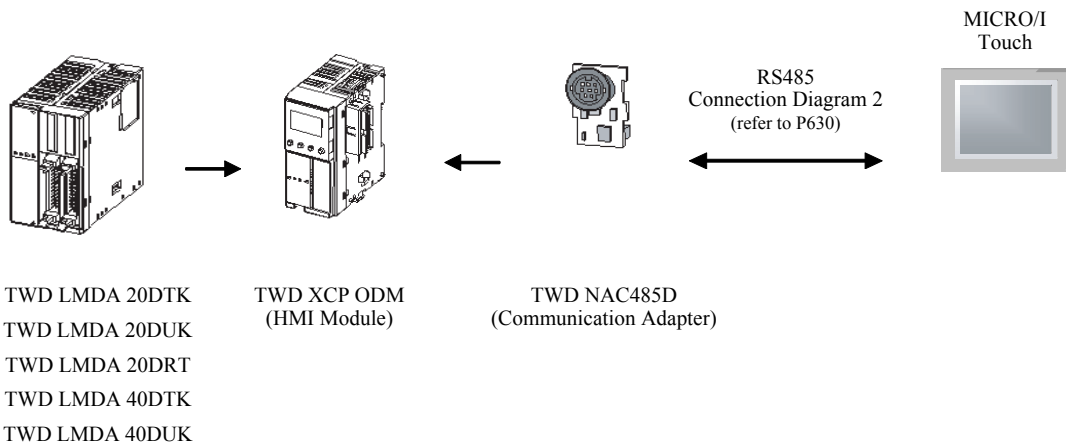 MICRO/I
Touch
RS485
Connection Diagram 2
(refer to P630)
TWD LMDA 20DTK
TWD LMDA 20DUK
TWD LMDA 20DRT
TWD LMDA 40DTK
TWD LMDA 40DUK
TWD XCP ODM
(HMI Module)
TWD NAC485D
(Communication Adapter)